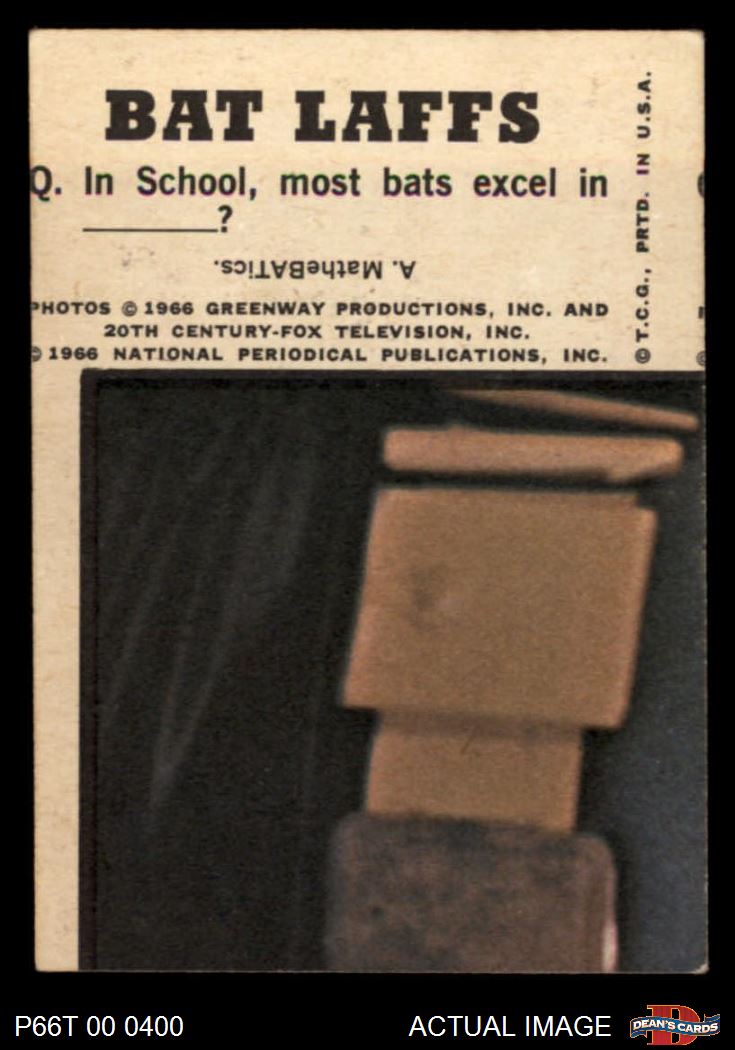 BAT LAFFS
Q. In School, most bats excel in
________?
A. MatheBATics.
PHOTOS © 1966 GREENWAY PRODUCTIONS, INC. AND
20TH CENTURY-FOX TELEVISION, INC.
© 1966 NATIONAL PERIODICAL PUBLICATIONS, INC.
© T.C.G., PRTD. IN U.S.A.
P66T 00 0400
ACTUAL IMAGE
DEAN'S CARDS